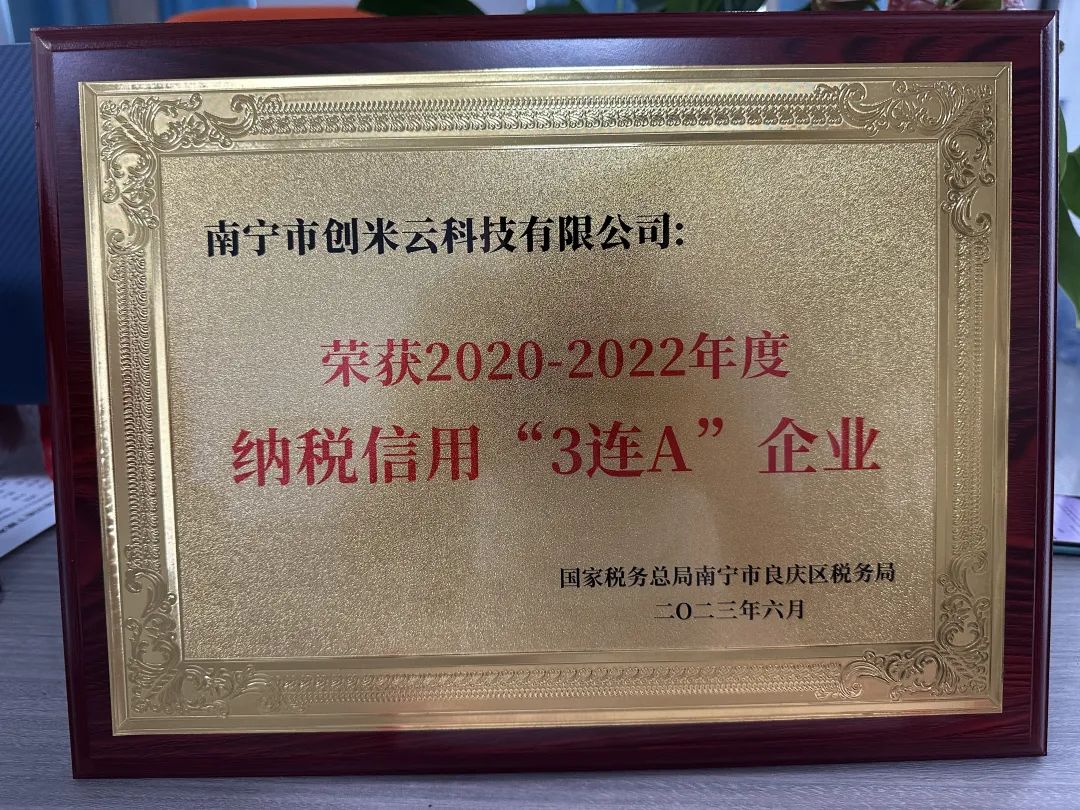 南宁市创米云科技有限公司:
荣获2020-2022年度
纳税信用“3连A”企业
国家税务总局南宁市良庆区税务局
二〇二三年六月